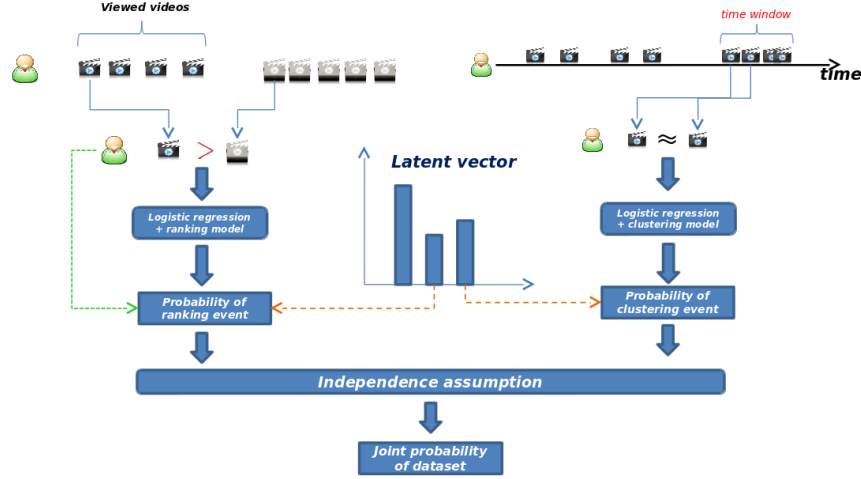 Viewed videos
time window
time
>
≈
Latent vector
Logistic regression
+ ranking model
Logistic regression
+ clustering model
Probability of
ranking event
Probability of
clustering event
Independence assumption
Joint probability
of dataset